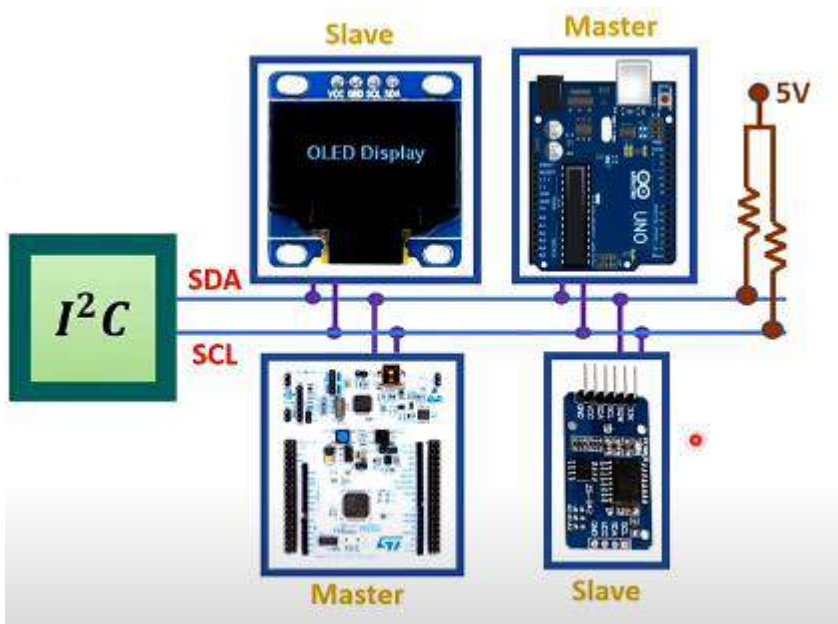 Slave
Master
VCC GND SCL SDA
OLED Display
5V
UNO
SDA
I²C
SCL
Master
Slave